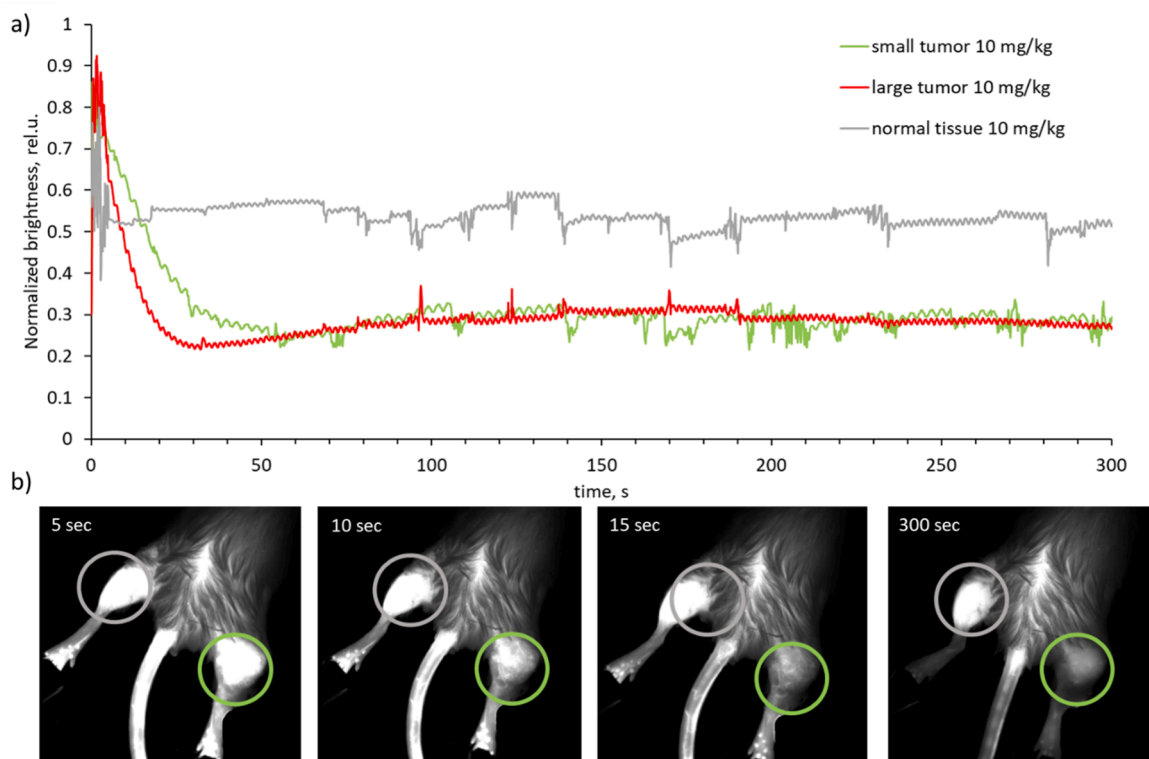 a)
Normalized brightness, rel.u.
1
0.9
0.8
0.7
0.6
0.5
0.4
0.3
0.2
0.1
0
small tumor 10 mg/kg
large tumor 10 mg/kg
normal tissue 10 mg/kg
0 50 100 150 200 250 300
time, s
b)
5 sec 10 sec 15 sec 300 sec